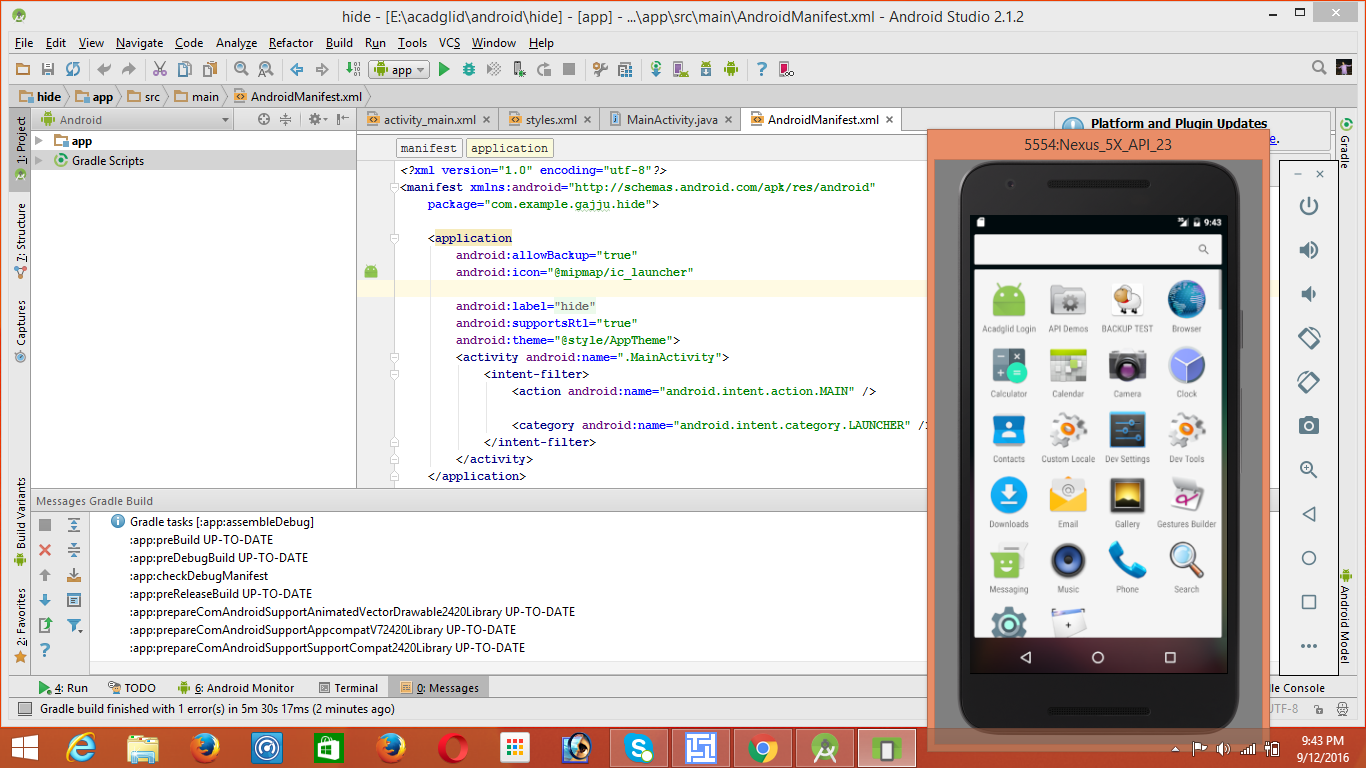 hide - [E:\acadglid\android\hide] - [app] - ...\app\src\main\AndroidManifest.xml - Android Studio 2.1.2
File Edit View Navigate Code Analyze Refactor Build Run Tools VCS Window Help
app
hide app src main AndroidManifest.xml
1: Project
7: Structure
Captures
Build Variants
2: Favorites
Android
app
Gradle Scripts
activity_main.xml styles.xml MainActivity.java AndroidManifest.xml
Platform and Plugin Updates
e.
manifest application
<?xml version="1.0" encoding="utf-8"?>
<manifest xmlns:android="http://schemas.android.com/apk/res/android"
package="com.example.gajju.hide">
<application
android:allowBackup="true"
android:icon="@mipmap/ic_launcher"
android:label="hide"
android:supportsRtl="true"
android:theme="@style/AppTheme">
<activity android:name=".MainActivity">
<intent-filter>
<action android:name="android.intent.action.MAIN" />
<category android:name="android.intent.category.LAUNCHER" />
</intent-filter>
</activity>
</application>
Messages Gradle Build
Gradle tasks [:app:assembleDebug]
:app:preBuild UP-TO-DATE
:app:preDebugBuild UP-TO-DATE
:app:checkDebugManifest
:app:preReleaseBuild UP-TO-DATE
:app:prepareComAndroidSupportAnimatedVectorDrawable2420Library UP-TO-DATE
:app:prepareComAndroidSupportAppcompatV72420Library UP-TO-DATE
:app:prepareComAndroidSupportSupportCompat2420Library UP-TO-DATE
5554:Nexus_5X_API_23
9:43
Acadglid Login API Demos BACKUP TEST Browser
Calculator Calendar Camera Clock
Contacts Custom Locale Dev Settings Dev Tools
Downloads Email Gallery Gestures Builder
Messaging Music Phone Search
Gradle
Android Model
4: Run TODO 6: Android Monitor Terminal 0: Messages
le Console
Gradle build finished with 1 error(s) in 5m 30s 17ms (2 minutes ago)
UTF-8
9:43 PM
9/12/2016